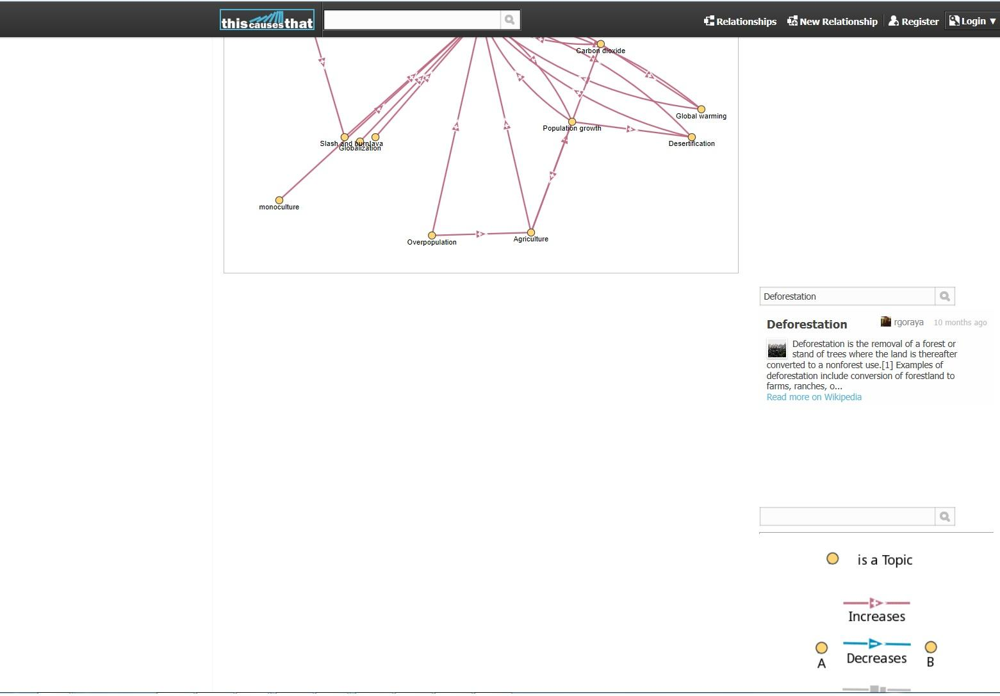 thiscausesthat
Relationships
New Relationship
Register
Login ▼
Carbon dioxide
Global warming
Population growth
Desertification
Slash and burn
Java
Globalization
monoculture
Overpopulation
Agriculture
Deforestation
Deforestation
rgoraya
10 months ago
Deforestation is the removal of a forest or
stand of trees where the land is thereafter
converted to a nonforest use.[1] Examples of
deforestation include conversion of forestland to
farms, ranches, o...
Read more on Wikipedia
is a Topic
Increases
A
Decreases
B